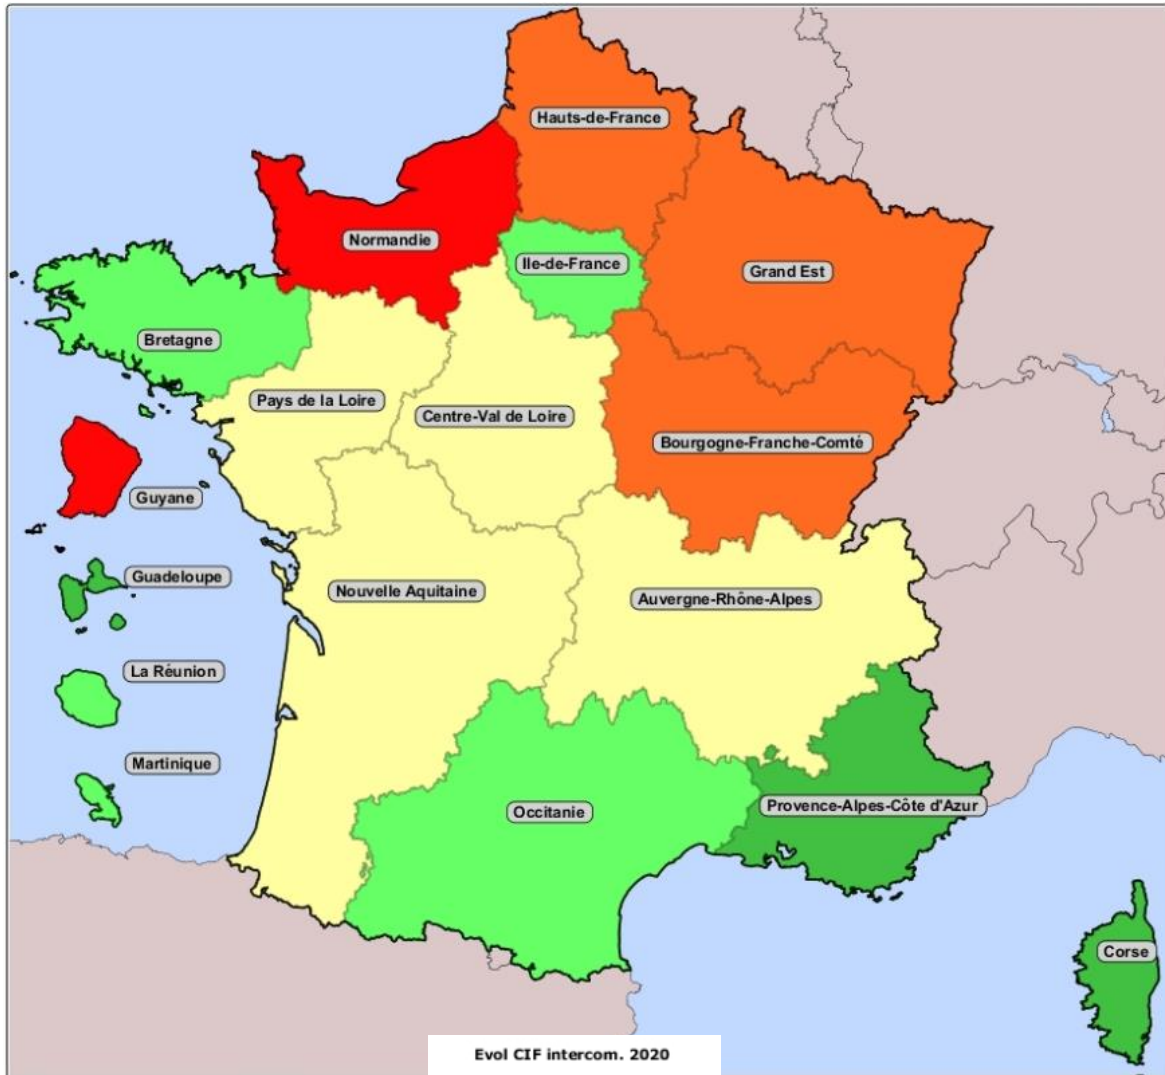 Hauts-de-France
Normandie
Ile-de-France
Grand Est
Bretagne
Pays de la Loire
Centre-Val de Loire
Bourgogne-Franche-Comté
Guyane
Guadeloupe
Nouvelle Aquitaine
Auvergne-Rhône-Alpes
La Réunion
Martinique
Occitanie
Provence-Alpes-Côte d'Azur
Corse
Evol CIF intercom. 2020